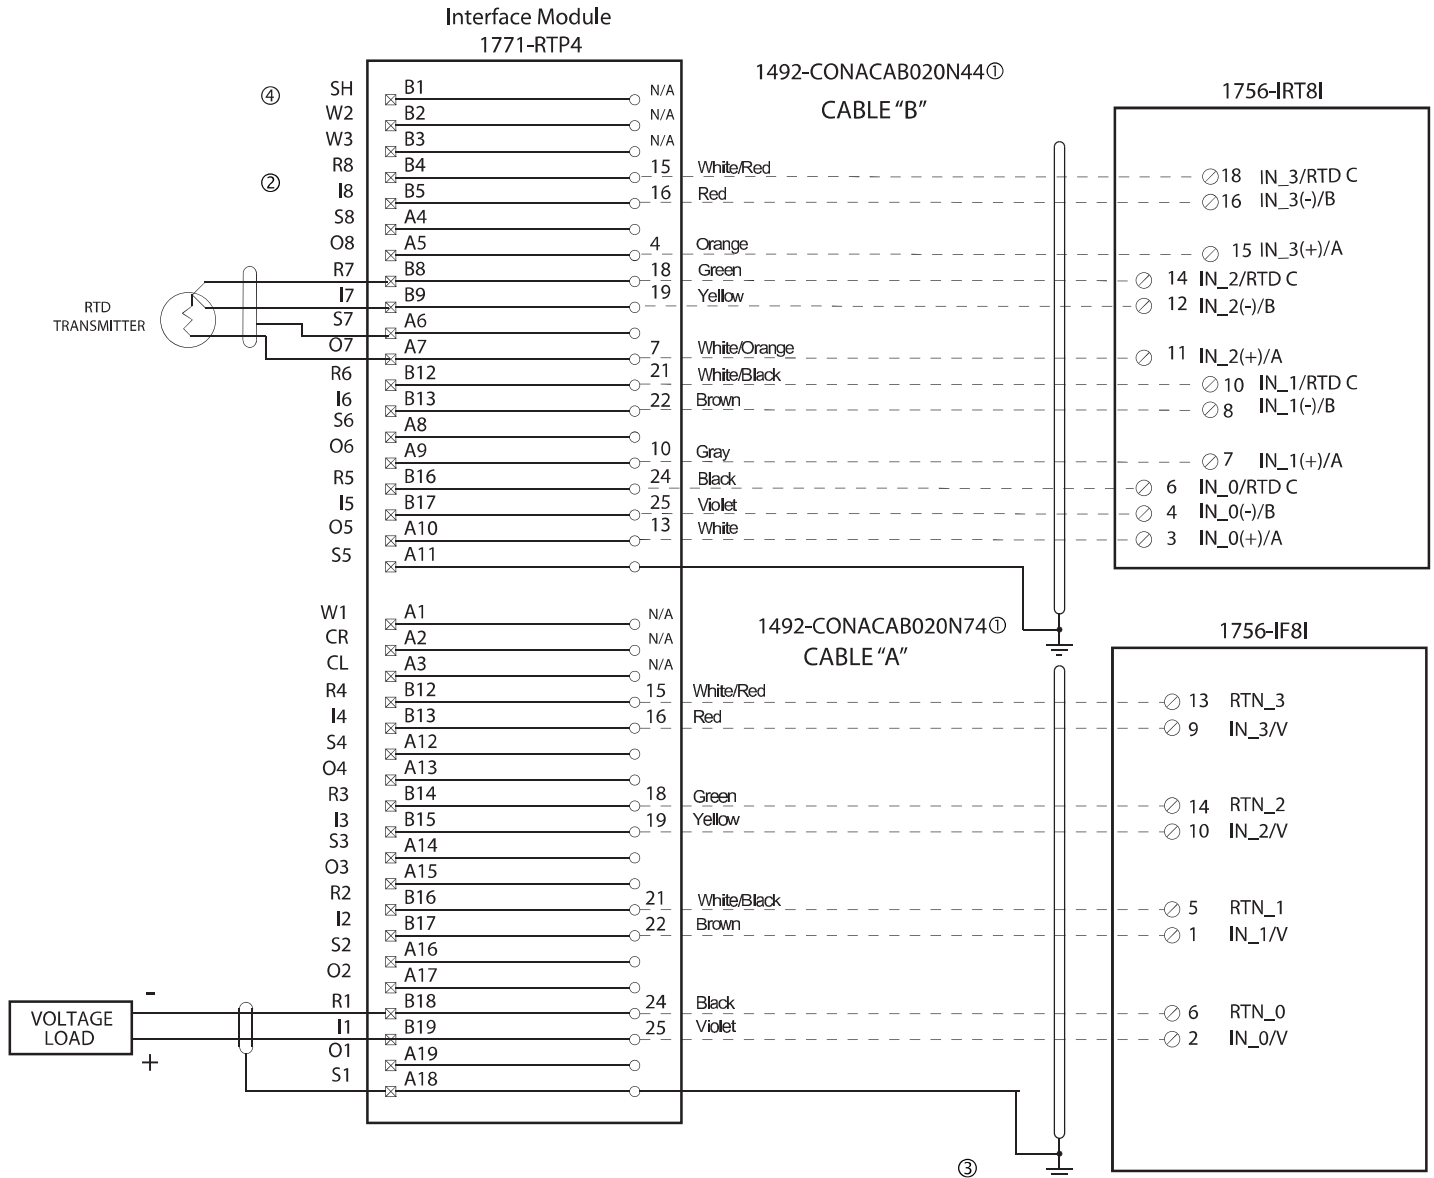 Interface Module
1771-RTP4
1492-CONACAB020N44①
CABLE "B"
1756-IRT8I
④
②
SH B1 N/A
W2 B2 N/A
W3 B3 N/A
R8 B4 15 White/Red 18 IN_3/RTD C
I8 B5 16 Red 16 IN_3(-)/B
S8 A4
O8 A5 4 Orange 15 IN_3(+)/A
R7 B8 18 Green 14 IN_2/RTD C
I7 B9 19 Yellow 12 IN_2(-)/B
RTD
TRANSMITTER
S7 A6
O7 A7 7 White/Orange 11 IN_2(+)/A
R6 B12 21 White/Black 10 IN_1/RTD C
I6 B13 22 Brown 8 IN_1(-)/B
S6 A8
O6 A9 10 Gray 7 IN_1(+)/A
R5 B16 24 Black 6 IN_0/RTD C
I5 B17 25 Violet 4 IN_0(-)/B
O5 A10 13 White 3 IN_0(+)/A
S5 A11
1492-CONACAB020N74①
CABLE "A"
1756-IF8I
W1 A1 N/A
CR A2 N/A
CL A3 N/A
R4 B12 15 White/Red 13 RTN_3
I4 B13 16 Red 9 IN_3/V
S4 A12
O4 A13
R3 B14 18 Green 14 RTN_2
I3 B15 19 Yellow 10 IN_2/V
S3 A14
O3 A15
R2 B16 21 White/Black 5 RTN_1
I2 B17 22 Brown 1 IN_1/V
S2 A16
O2 A17
VOLTAGE
LOAD
-
+
R1 B18 24 Black 6 RTN_0
I1 B19 25 Violet 2 IN_0/V
O1 A19
S1 A18
③